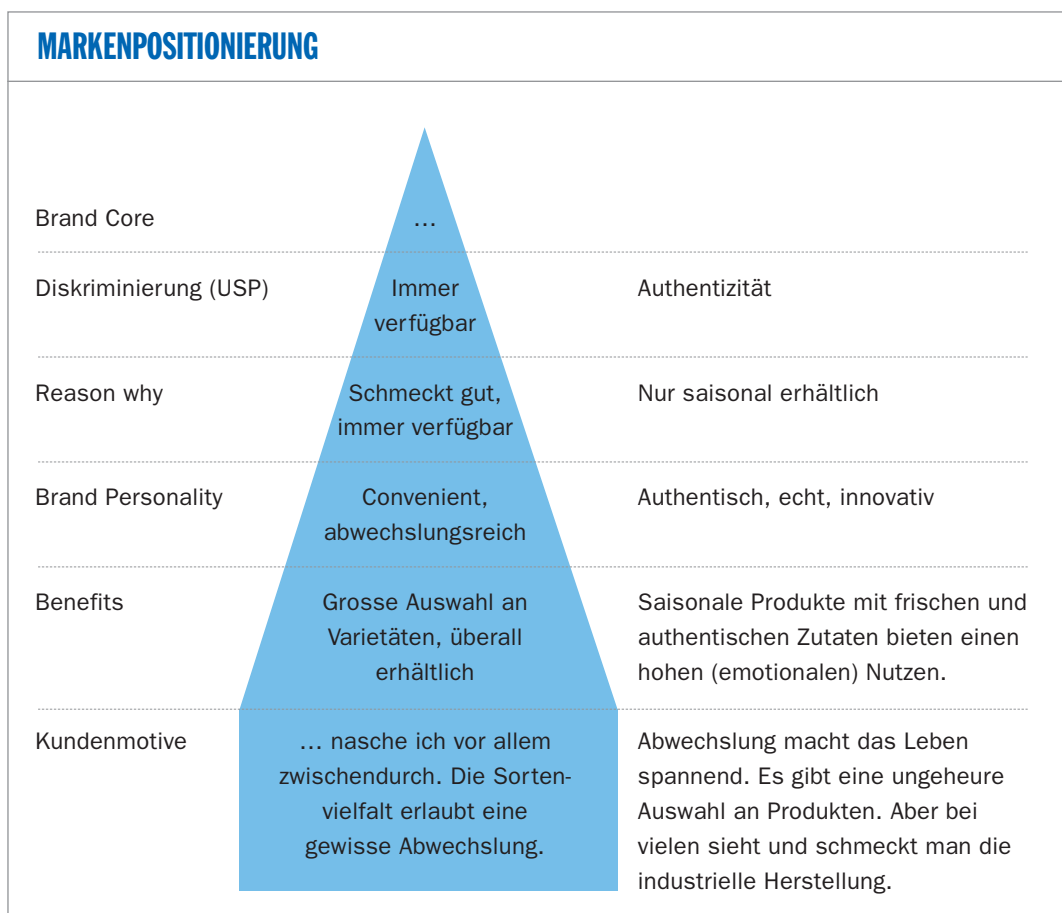 MARKENPOSITIONIERUNG
Brand Core
…
Diskriminierung (USP)
Immer
verfügbar
Authentizität
Reason why
Schmeckt gut,
immer verfügbar
Nur saisonal erhältlich
Brand Personality
Convenient,
abwechslungsreich
Authentisch, echt, innovativ
Benefits
Grosse Auswahl an
Varietäten, überall
erhältlich
Saisonale Produkte mit frischen und
authentischen Zutaten bieten einen
hohen (emotionalen) Nutzen.
Kundenmotive
… nasche ich vor allem
zwischendurch. Die Sorten-
vielfalt erlaubt eine
gewisse Abwechslung.
Abwechslung macht das Leben
spannend. Es gibt eine ungeheure
Auswahl an Produkten. Aber bei
vielen sieht und schmeckt man die
industrielle Herstellung.